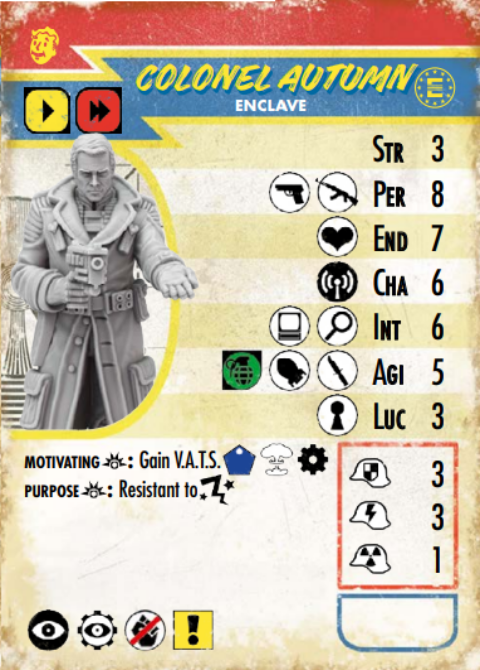 COLONEL AUTUMN
ENCLAVE
E
STR 3
PER 8
END 7
CHA 6
INT 6
AGI 5
LUC 3
MOTIVATING : Gain V.A.T.S.
PURPOSE : Resistant to
3
3
1